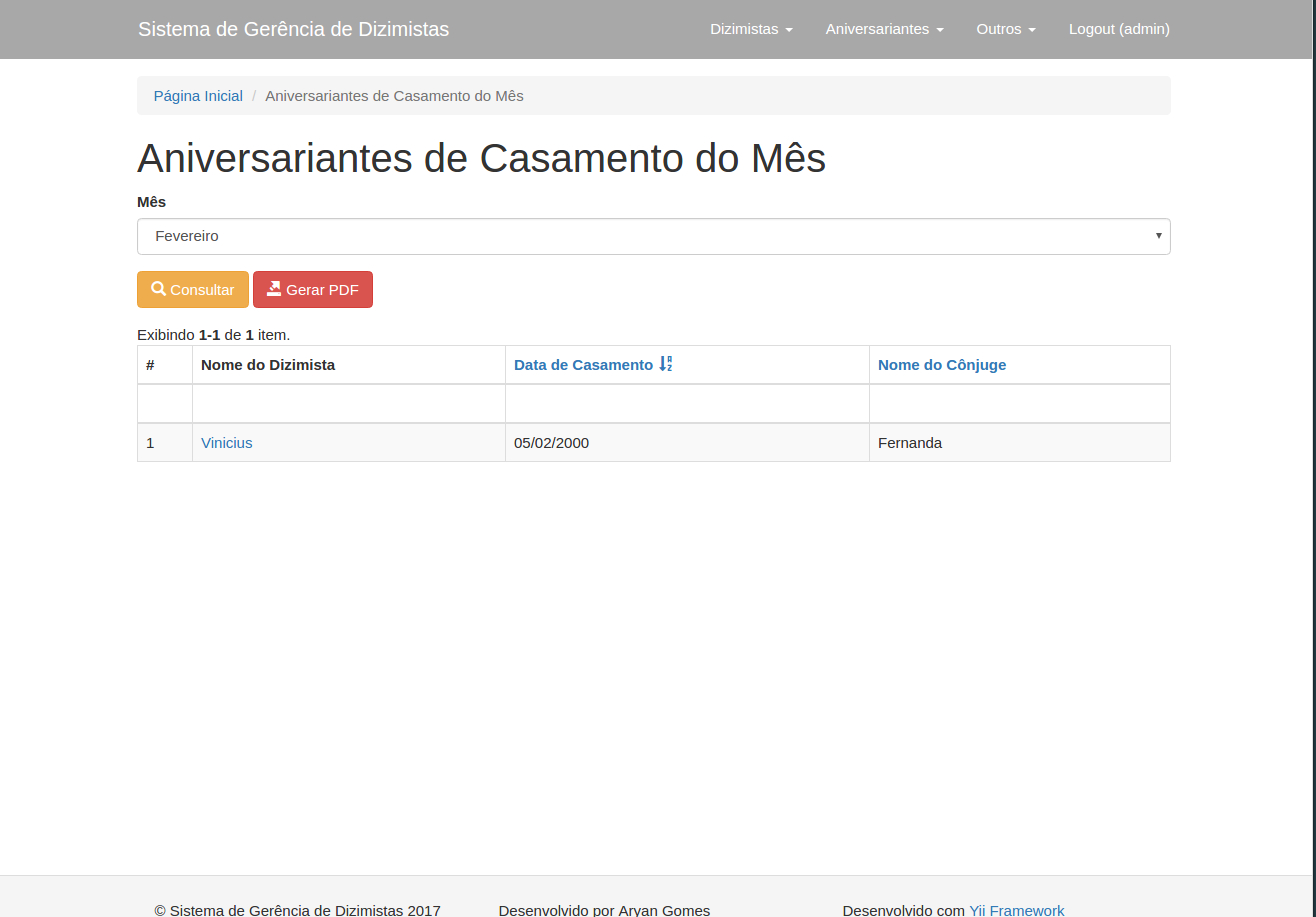 Sistema de Gerência de Dizimistas Dizimistas Aniversariantes Outros Logout (admin)
Página Inicial / Aniversariantes de Casamento do Mês
Aniversariantes de Casamento do Mês
Mês
Fevereiro
Consultar Gerar PDF
Exibindo 1-1 de 1 item.
# Nome do Dizimista Data de Casamento Nome do Cônjuge
1 Vinicius 05/02/2000 Fernanda
© Sistema de Gerência de Dizimistas 2017 Desenvolvido por Aryan Gomes Desenvolvido com Yii Framework